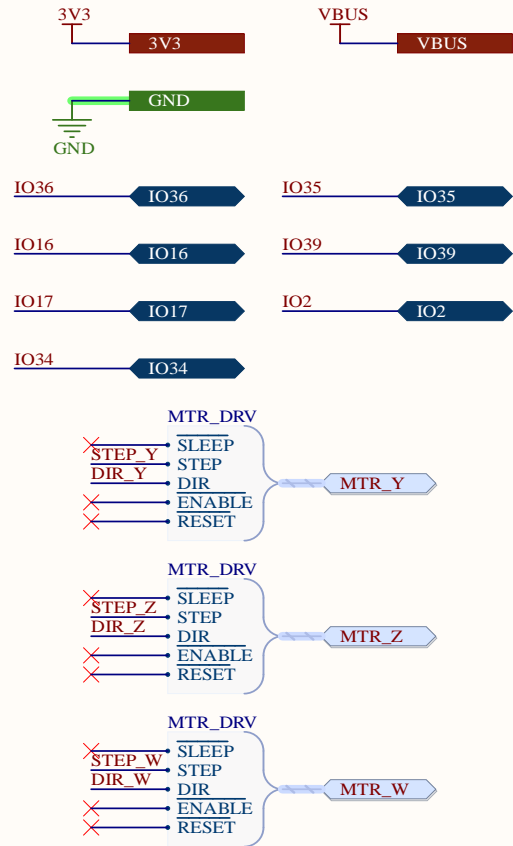 3V3 VBUS
3V3 VBUS
GND
GND
IO36 IO36 IO35 IO35
IO16 IO16 IO39 IO39
IO17 IO17 IO2 IO2
IO34 IO34
MTR_DRV
SLEEP
STEP_Y STEP
DIR_Y DIR MTR_Y
ENABLE
RESET
MTR_DRV
SLEEP
STEP_Z STEP
DIR_Z DIR MTR_Z
ENABLE
RESET
MTR_DRV
SLEEP
STEP_W STEP
DIR_W DIR MTR_W
ENABLE
RESET